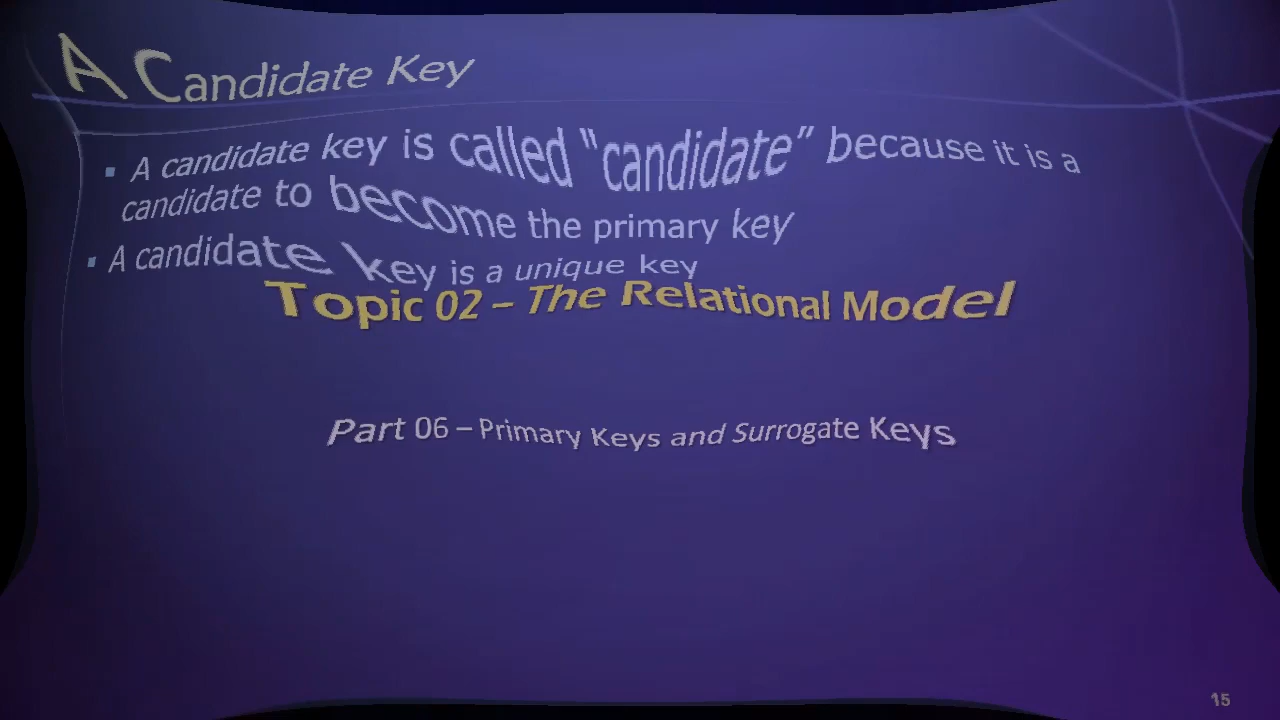 A Candidate Key
▪ A candidate key is called “candidate” because it is a
candidate to become the primary key
▪ A candidate key is a unique key
Topic 02 – The Relational Model
Part 06 – Primary Keys and Surrogate Keys
15